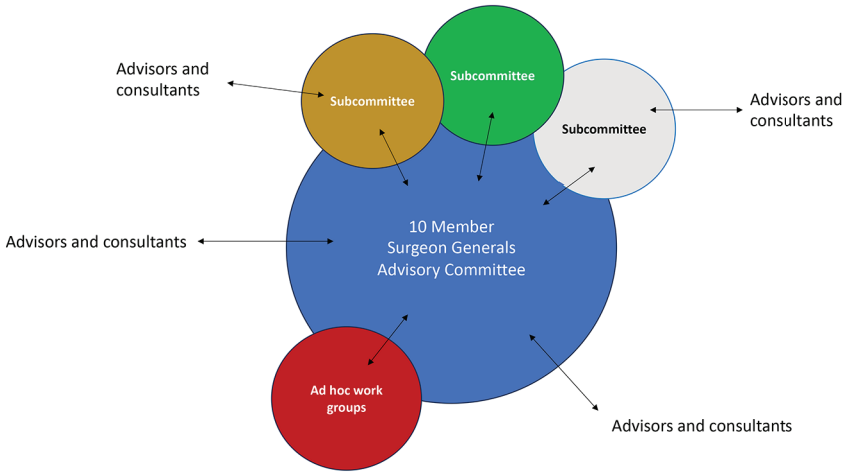 Subcommittee
Advisors and
consultants
Subcommittee
Advisors and
consultants
Subcommittee
10 Member
Surgeon Generals
Advisory Committee
Advisors and consultants
Ad hoc work
groups
Advisors and consultants